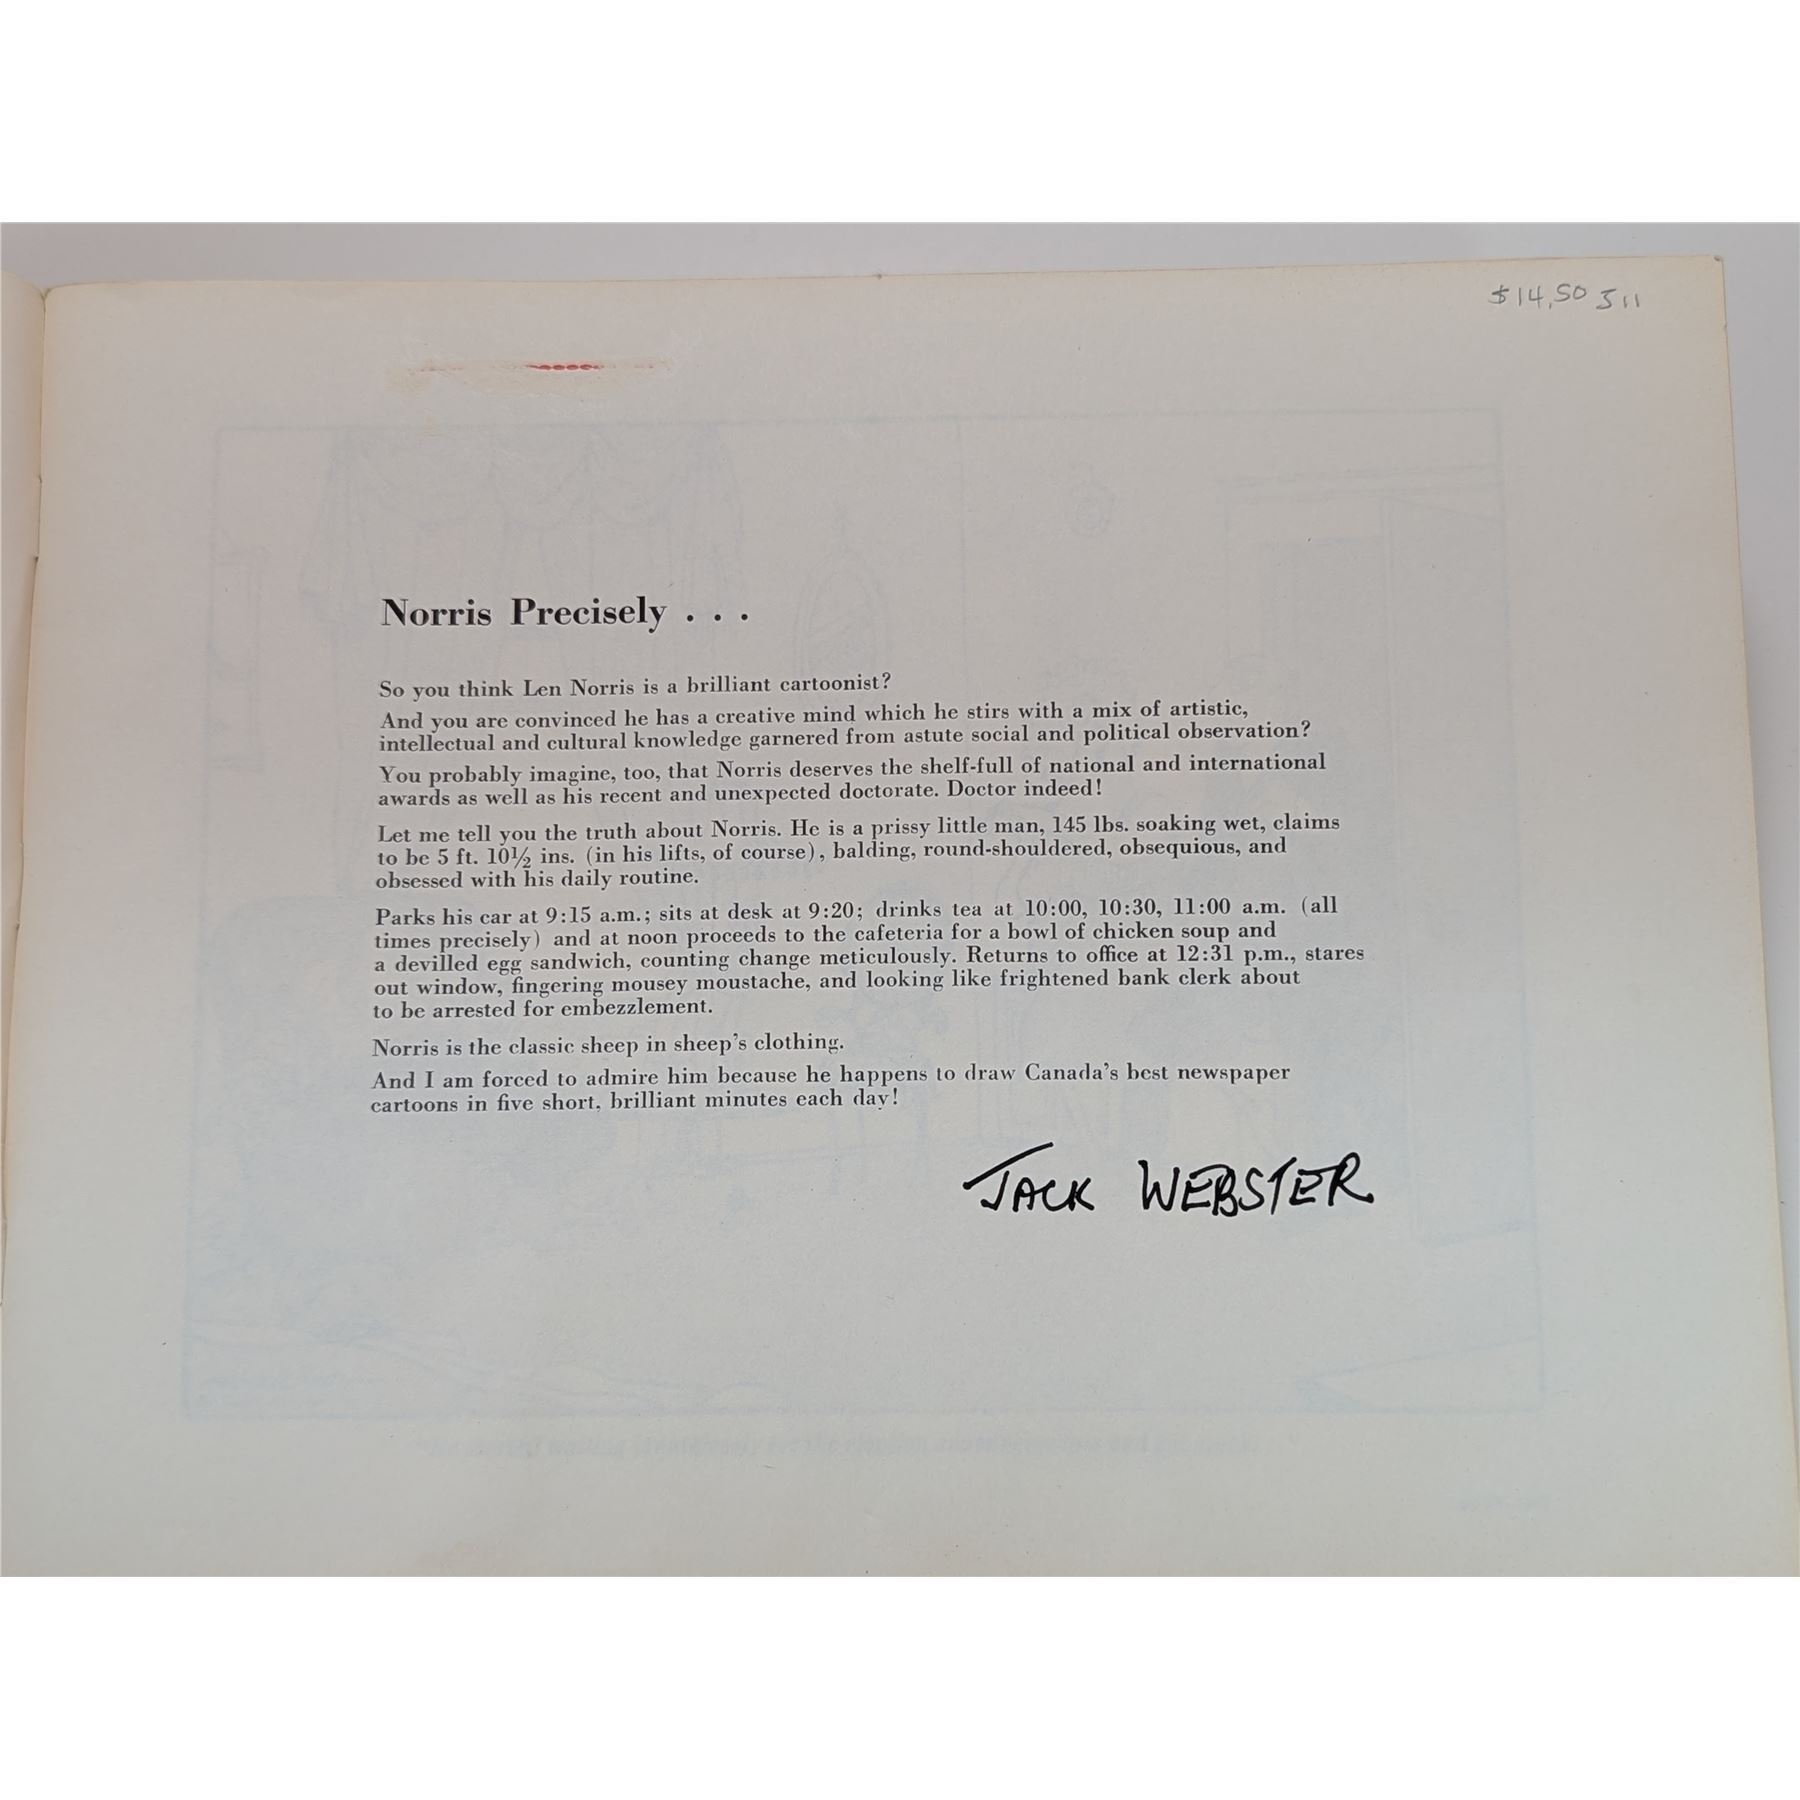 $14.50 511
Norris Precisely . . .
So you think Len Norris is a brilliant cartoonist?
And you are convinced he has a creative mind which he stirs with a mix of artistic,
intellectual and cultural knowledge garnered from astute social and political observation?
You probably imagine, too, that Norris deserves the shelf-full of national and international
awards as well as his recent and unexpected doctorate. Doctor indeed!
Let me tell you the truth about Norris. He is a prissy little man, 145 lbs. soaking wet, claims
to be 5 ft. 10½ ins. (in his lifts, of course), balding, round-shouldered, obsequious, and
obsessed with his daily routine.
Parks his car at 9:15 a.m.; sits at desk at 9:20; drinks tea at 10:00, 10:30, 11:00 a.m. (all
times precisely) and at noon proceeds to the cafeteria for a bowl of chicken soup and
a devilled egg sandwich, counting change meticulously. Returns to office at 12:31 p.m., stares
out window, fingering mousey moustache, and looking like frightened bank clerk about
to be arrested for embezzlement.
Norris is the classic sheep in sheep's clothing.
And I am forced to admire him because he happens to draw Canada's best newspaper
cartoons in five short, brilliant minutes each day!
JACK WEBSTER